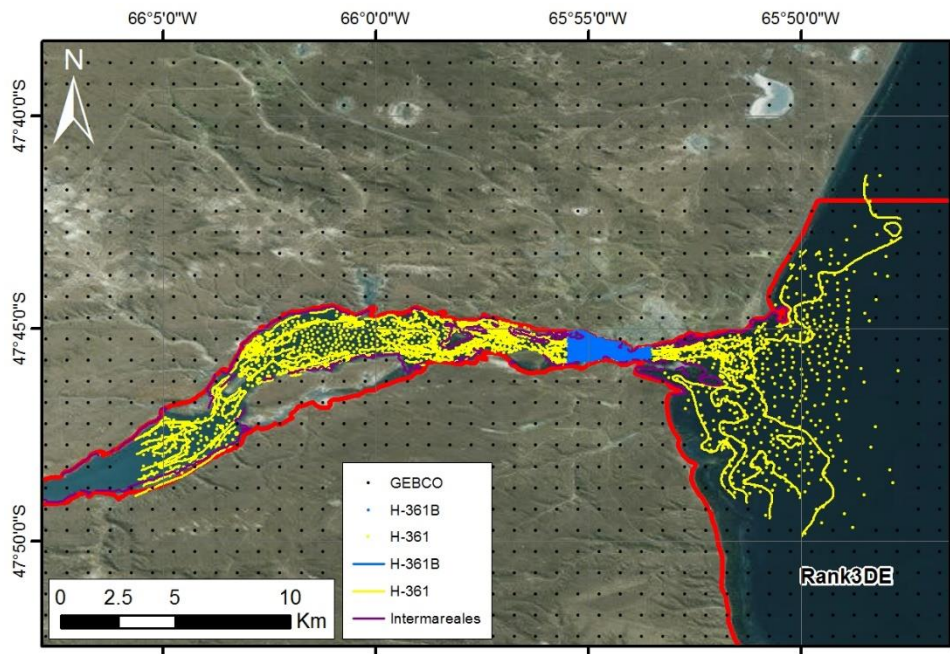 66°5'0"W 66°0'0"W 65°55'0"W 65°50'0"W
N
47°40'0"S
47°45'0"S
47°50'0"S
GEBCO
H-361B
H-361
H-361B
H-361
Intermareales
0 2.5 5 10
Km
Rank3DE